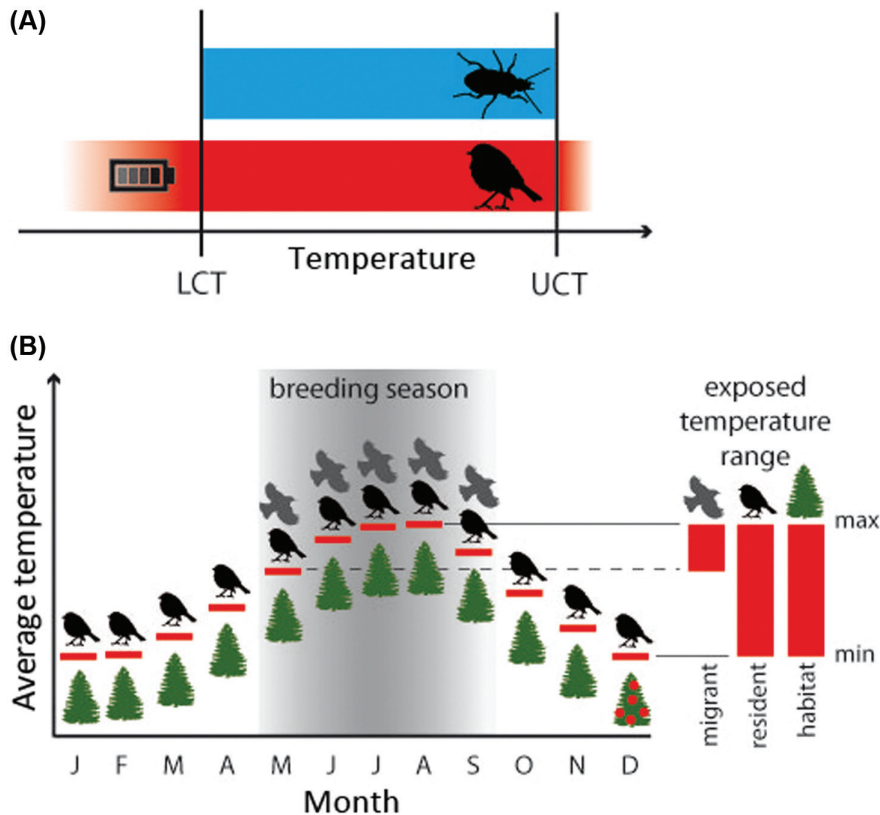 (A)
Temperature
LCT
UCT
(B)
breeding season
exposed
temperature
range
max
min
Average temperature
migrant
resident
habitat
J F M A M J J A S O N D
Month